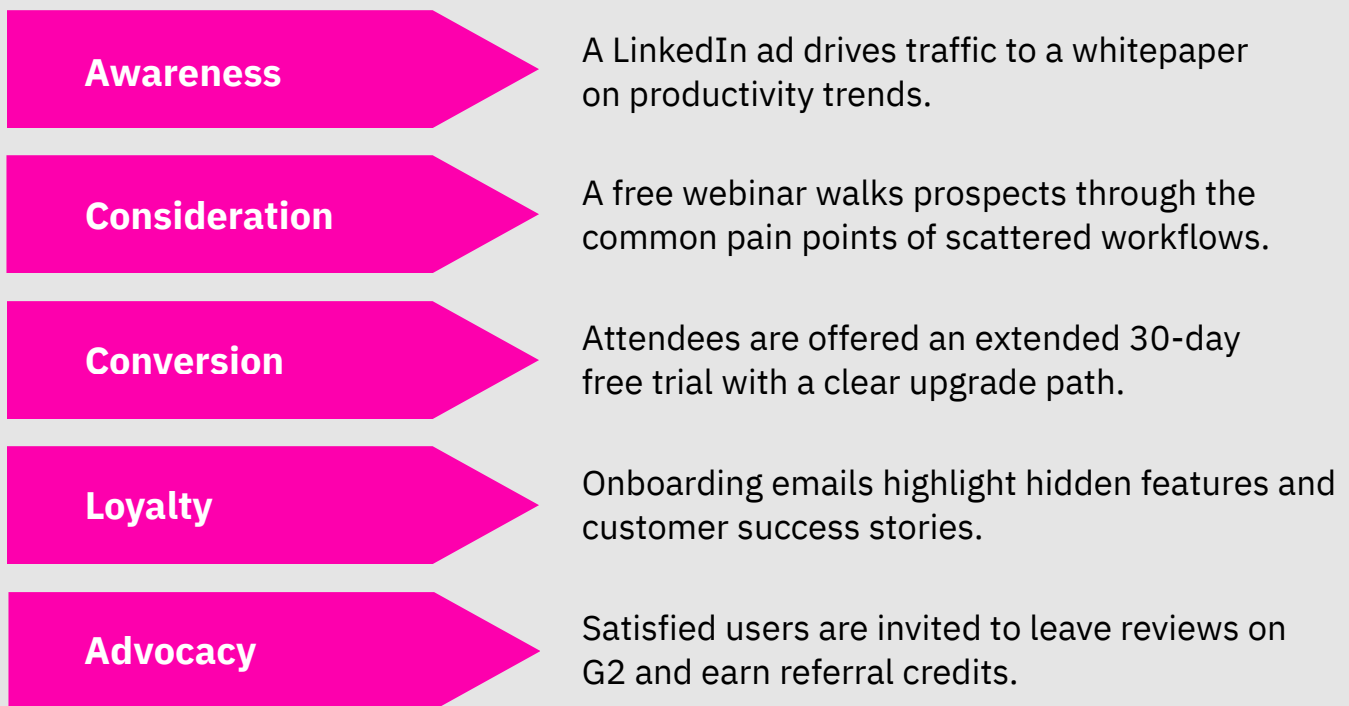 Awareness
A LinkedIn ad drives traffic to a whitepaper
on productivity trends.
Consideration
A free webinar walks prospects through the
common pain points of scattered workflows.
Conversion
Attendees are offered an extended 30-day
free trial with a clear upgrade path.
Loyalty
Onboarding emails highlight hidden features and
customer success stories.
Advocacy
Satisfied users are invited to leave reviews on
G2 and earn referral credits.